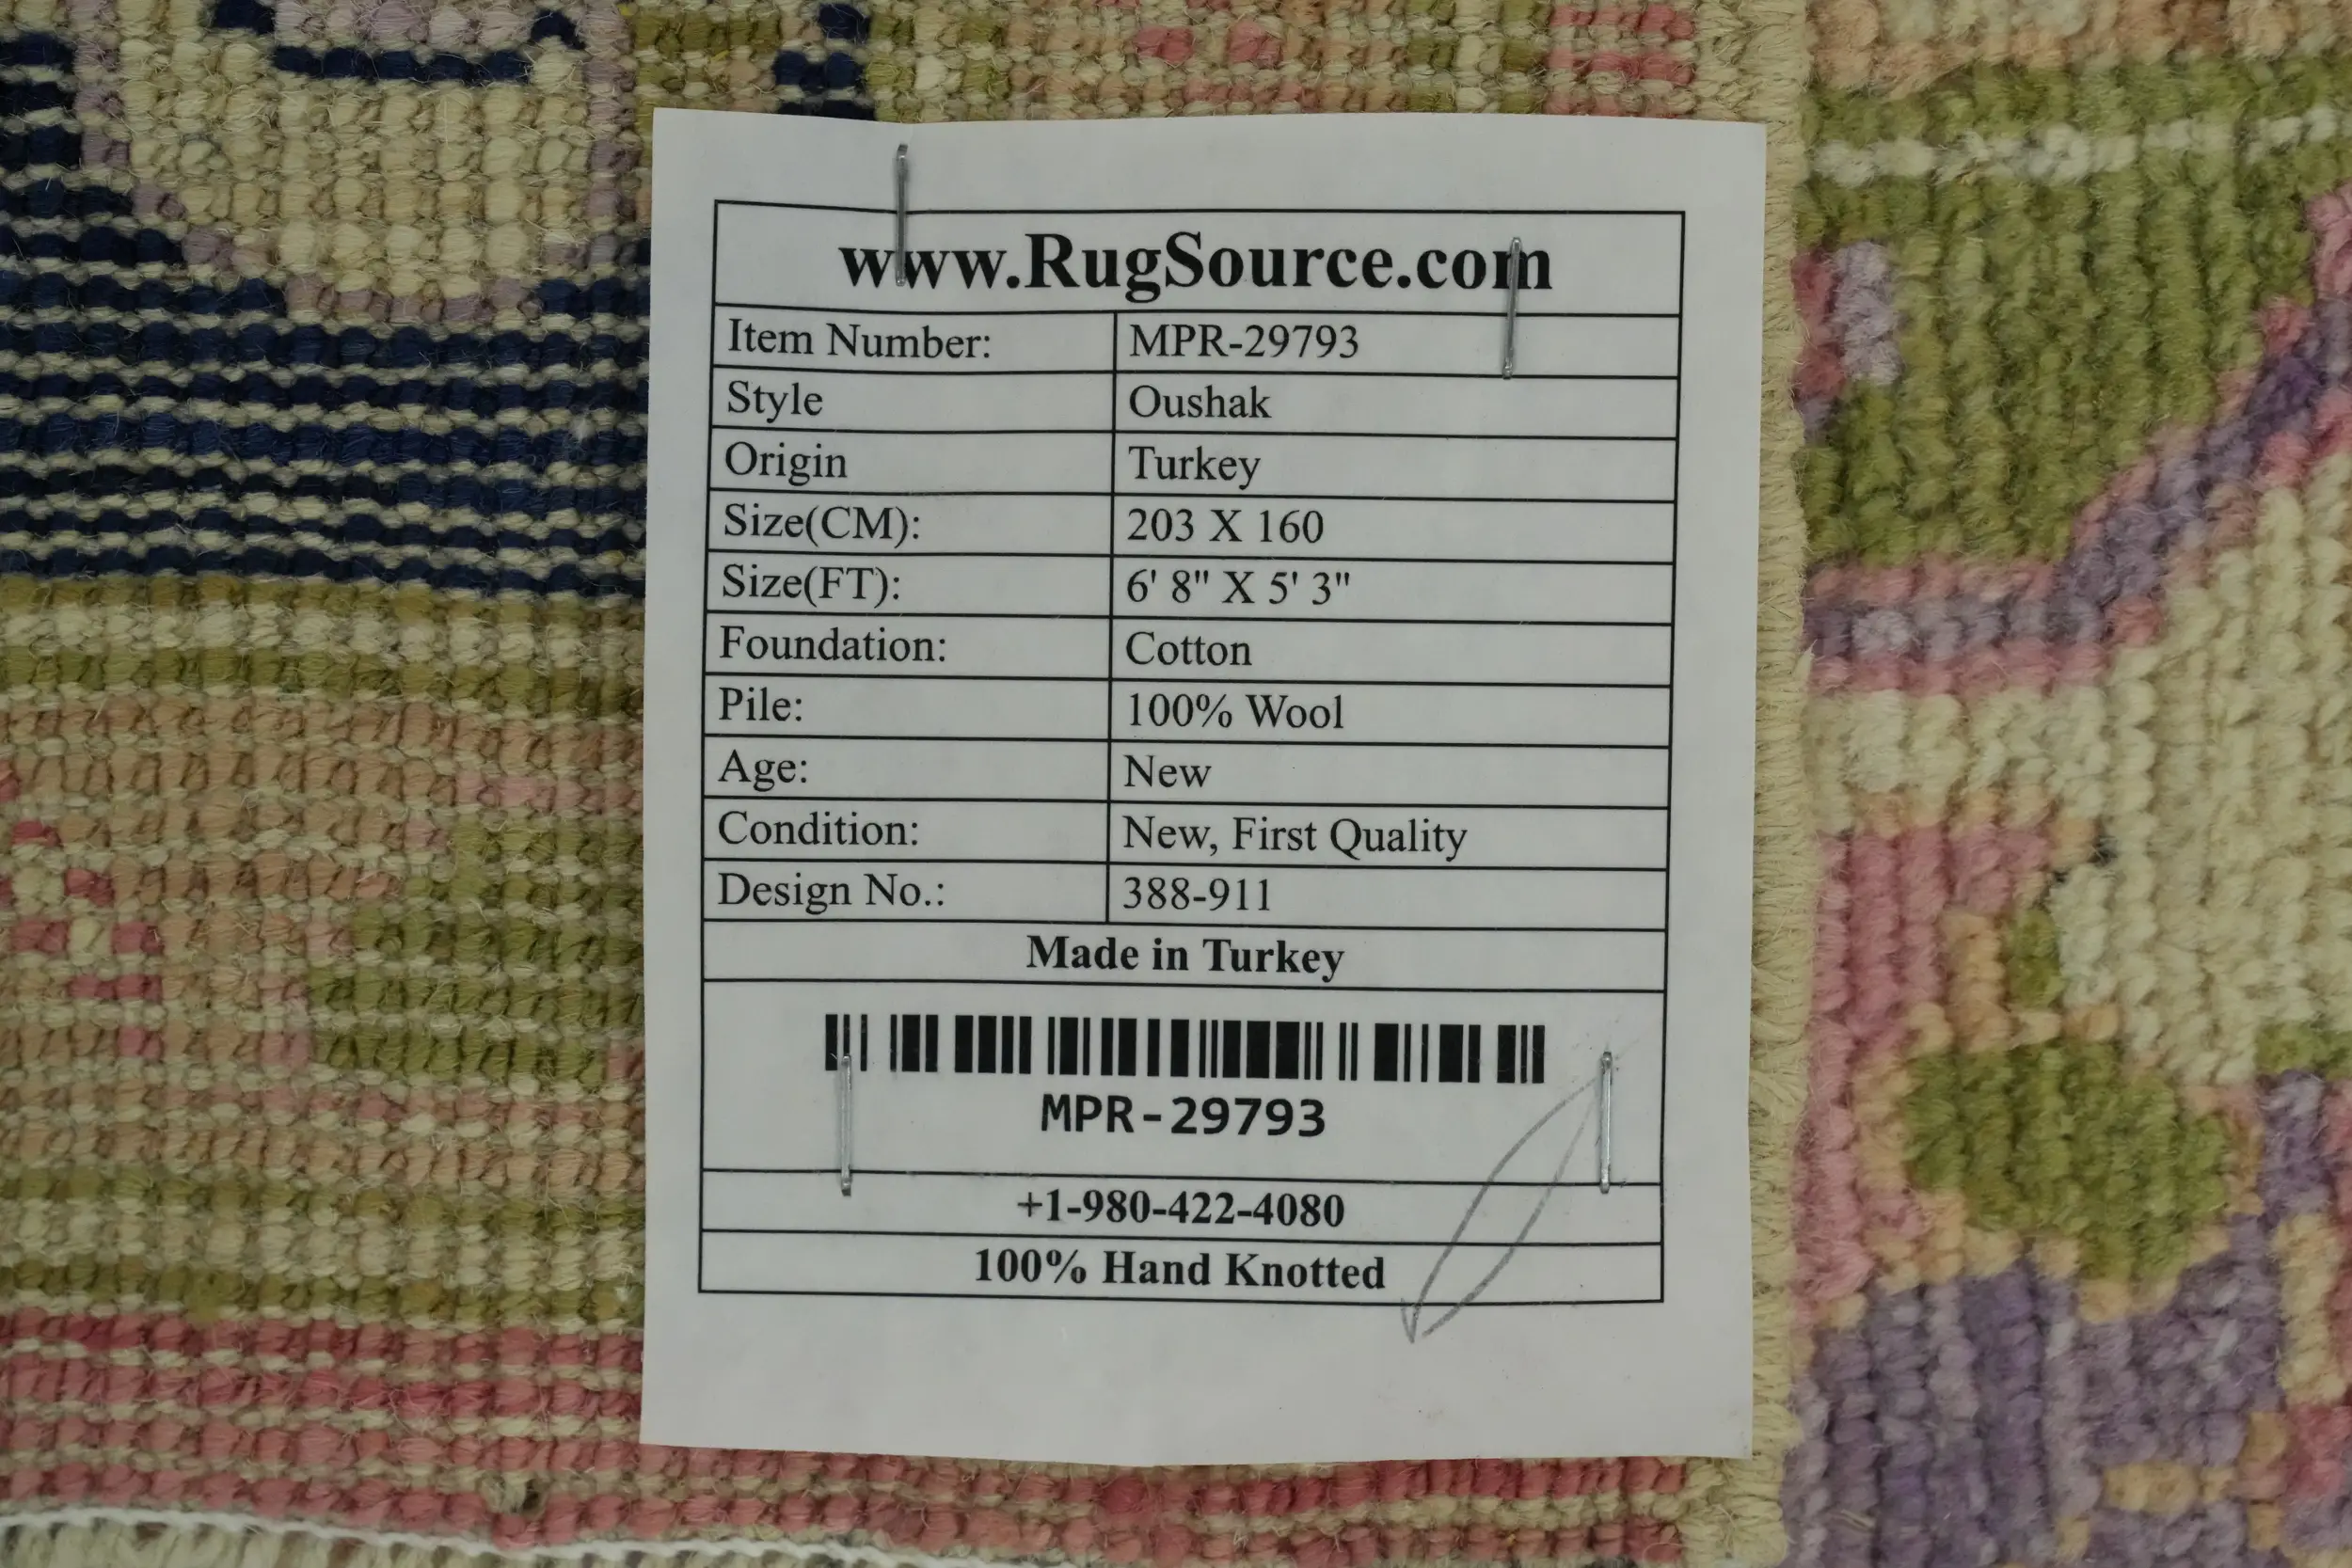 www.RugSource.com
Item Number: MPR-29793
Style Oushak
Origin Turkey
Size(CM): 203 X 160
Size(FT): 6' 8" X 5' 3"
Foundation: Cotton
Pile: 100% Wool
Age: New
Condition: New, First Quality
Design No.: 388-911
Made in Turkey
MPR-29793
+1-980-422-4080
100% Hand Knotted